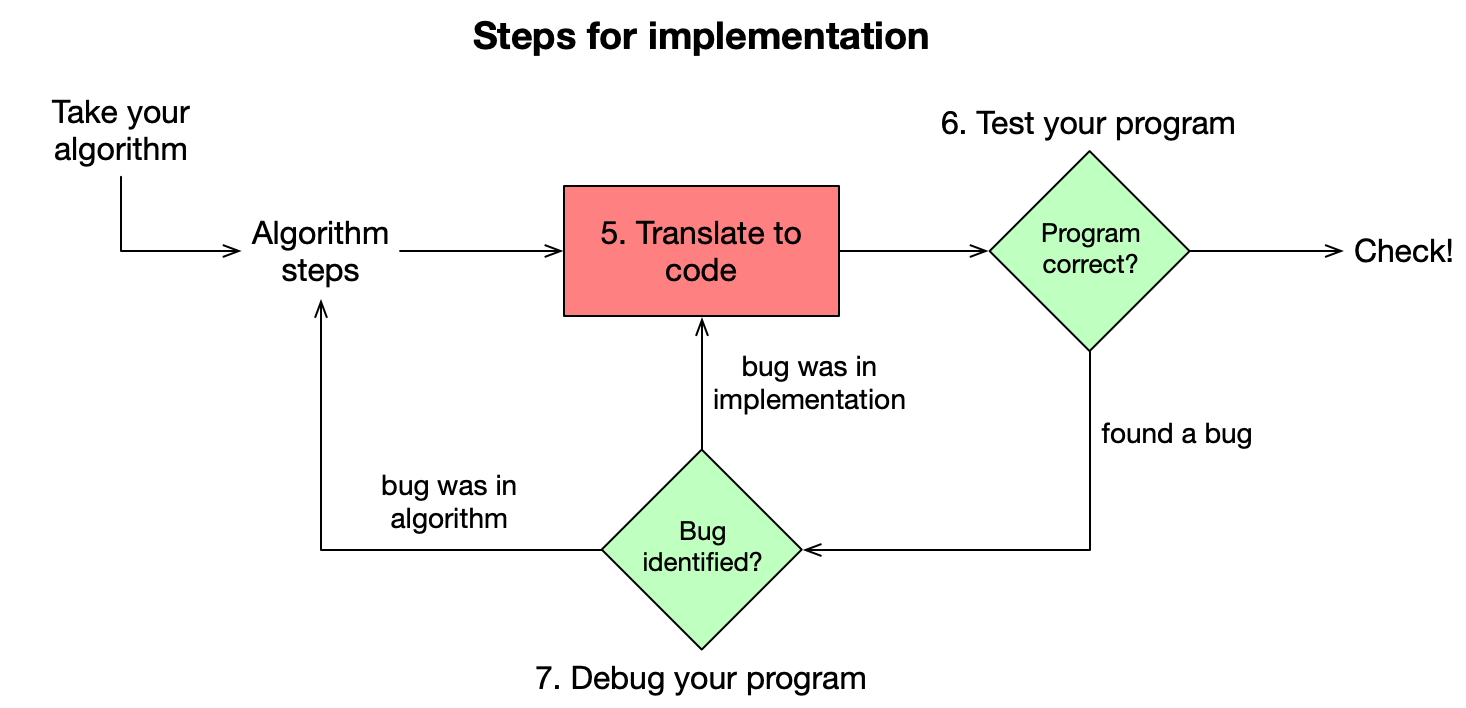 Steps for implementation
Take your
algorithm
6. Test your program
Algorithm
steps
5. Translate to
code
Program
correct?
Check!
bug was in
implementation
found a bug
bug was in
algorithm
Bug
identified?
7. Debug your program